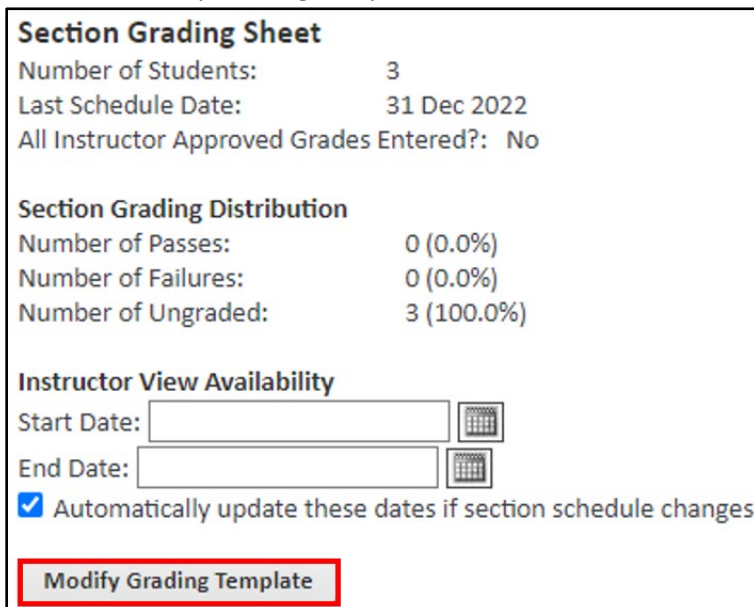 Section Grading Sheet
Number of Students: 3
Last Schedule Date: 31 Dec 2022
All Instructor Approved Grades Entered?: No
Section Grading Distribution
Number of Passes: 0 (0.0%)
Number of Failures: 0 (0.0%)
Number of Ungraded: 3 (100.0%)
Instructor View Availability
Start Date:
End Date:
Automatically update these dates if section schedule changes
Modify Grading Template